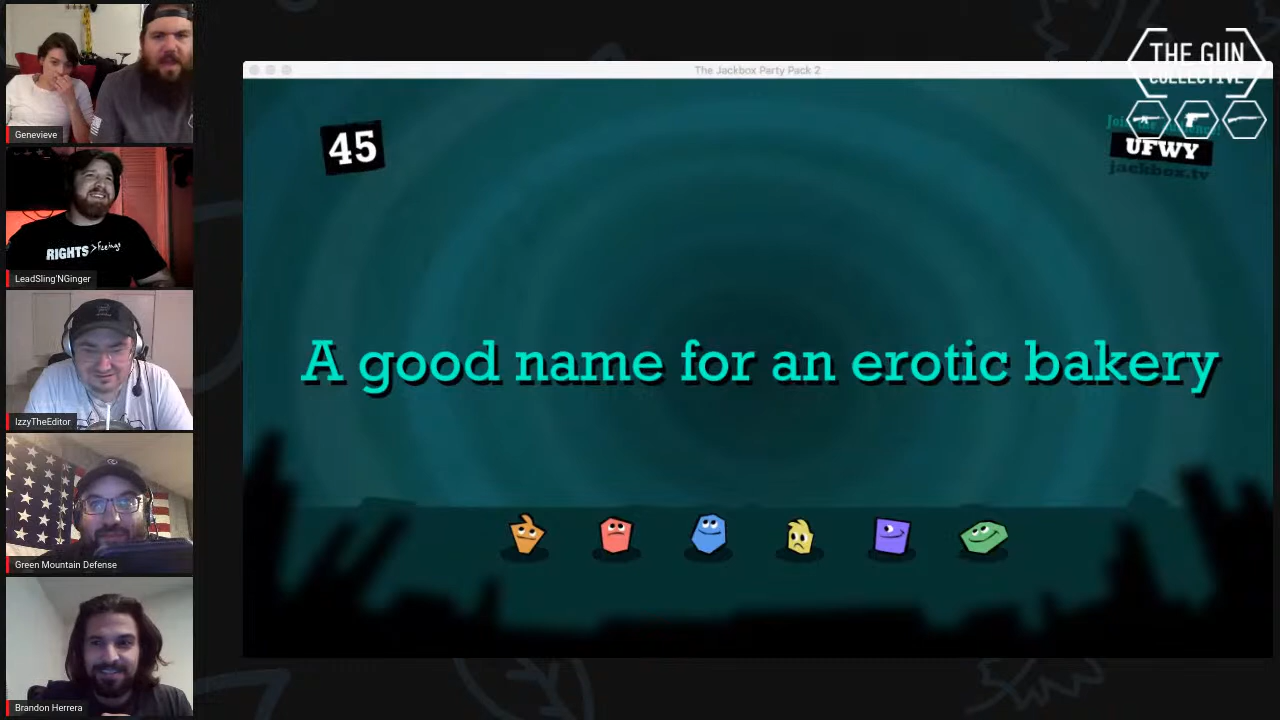 Genevieve
RIGHTS > Feelings
LeadSling'NGinger
IzzyTheEditor
Green Mountain Defense
Brandon Herrera
The Jackbox Party Pack 2
THE GUN
COLLECTIVE
45
UFWY
jackbox.tv
A good name for an erotic bakery